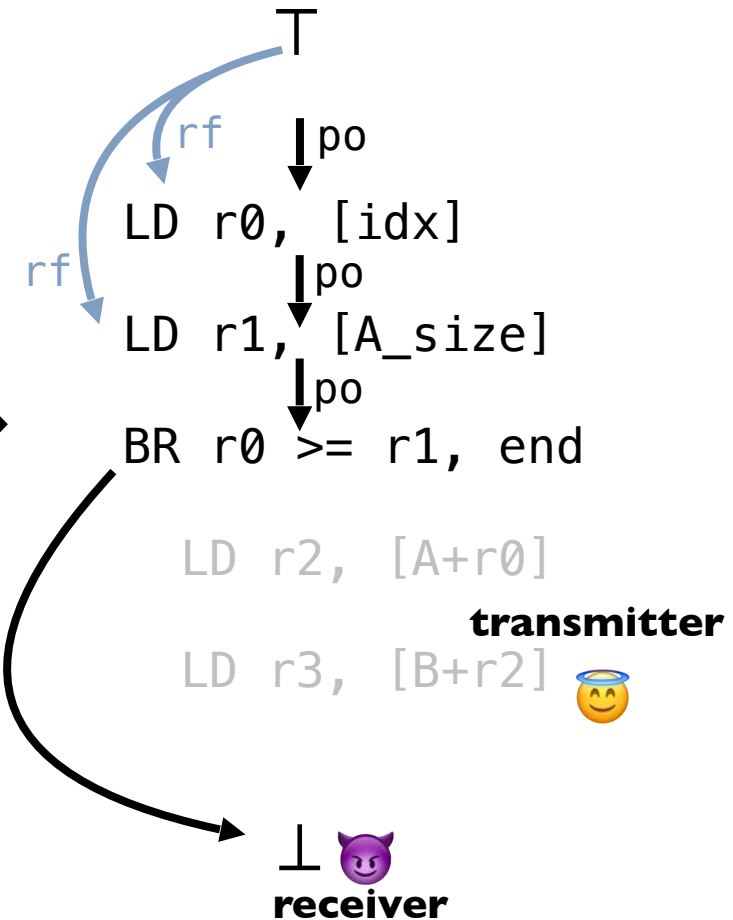 ⊤
rf
po
LD r0, [idx]
rf
po
LD r1, [A_size]
po
BR r0 >= r1, end
LD r2, [A+r0]
transmitter
LD r3, [B+r2]
⊥
receiver